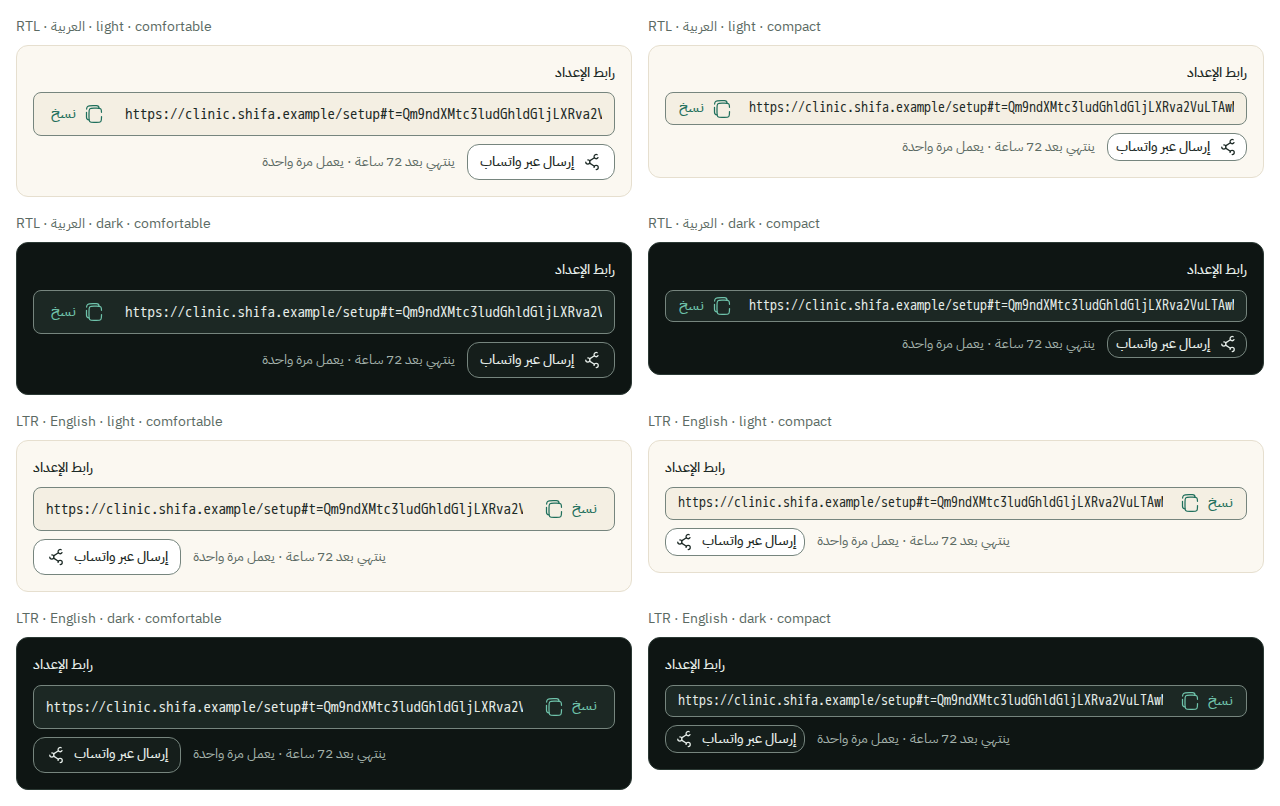 RTL · العربية · light · comfortable
رابط الإعداد
https://clinic.shifa.example/setup#t=Qm9ndXMtc3ludGhldGljLXRva2V
نسخ
إرسال عبر واتساب
ينتهي بعد 72 ساعة · يعمل مرة واحدة
RTL · العربية · light · compact
رابط الإعداد
https://clinic.shifa.example/setup#t=Qm9ndXMtc3ludGhldGljLXRva2VuLTAw
نسخ
إرسال عبر واتساب
ينتهي بعد 72 ساعة · يعمل مرة واحدة
RTL · العربية · dark · comfortable
رابط الإعداد
https://clinic.shifa.example/setup#t=Qm9ndXMtc3ludGhldGljLXRva2V
نسخ
إرسال عبر واتساب
ينتهي بعد 72 ساعة · يعمل مرة واحدة
RTL · العربية · dark · compact
رابط الإعداد
https://clinic.shifa.example/setup#t=Qm9ndXMtc3ludGhldGljLXRva2VuLTAw
نسخ
إرسال عبر واتساب
ينتهي بعد 72 ساعة · يعمل مرة واحدة
LTR · English · light · comfortable
رابط الإعداد
https://clinic.shifa.example/setup#t=Qm9ndXMtc3ludGhldGljLXRva2V
نسخ
إرسال عبر واتساب
ينتهي بعد 72 ساعة · يعمل مرة واحدة
LTR · English · light · compact
رابط الإعداد
https://clinic.shifa.example/setup#t=Qm9ndXMtc3ludGhldGljLXRva2VuLTAw
نسخ
إرسال عبر واتساب
ينتهي بعد 72 ساعة · يعمل مرة واحدة
LTR · English · dark · comfortable
رابط الإعداد
https://clinic.shifa.example/setup#t=Qm9ndXMtc3ludGhldGljLXRva2V
نسخ
إرسال عبر واتساب
ينتهي بعد 72 ساعة · يعمل مرة واحدة
LTR · English · dark · compact
رابط الإعداد
https://clinic.shifa.example/setup#t=Qm9ndXMtc3ludGhldGljLXRva2VuLTAw
نسخ
إرسال عبر واتساب
ينتهي بعد 72 ساعة · يعمل مرة واحدة